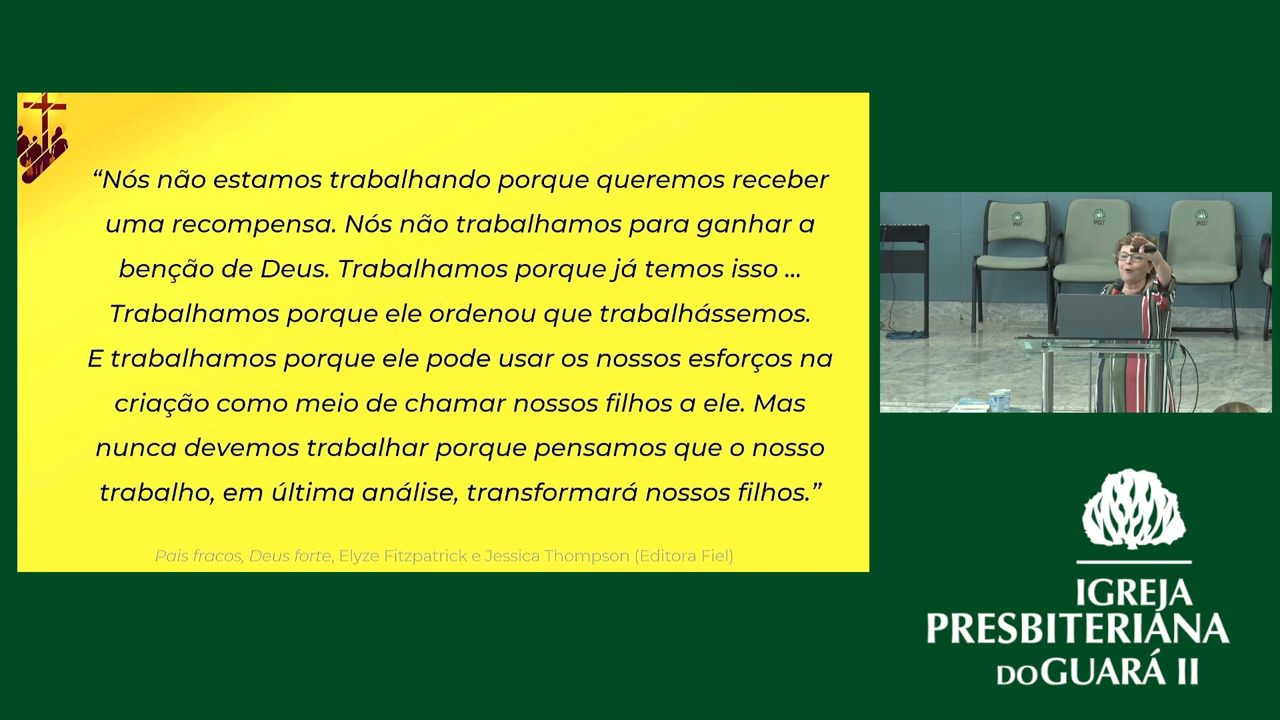 “Nós não estamos trabalhando porque queremos receber
uma recompensa. Nós não trabalhamos para ganhar a
benção de Deus. Trabalhamos porque já temos isso ...
Trabalhamos porque ele ordenou que trabalhássemos.
E trabalhamos porque ele pode usar os nossos esforços na
criação como meio de chamar nossos filhos a ele. Mas
nunca devemos trabalhar porque pensamos que o nosso
trabalho, em última análise, transformará nossos filhos.”
Pais fracos, Deus forte, Elyze Fitzpatrick e Jessica Thompson (Editora Fiel)
IGREJA
PRESBITERIANA
DO GUARÁ II